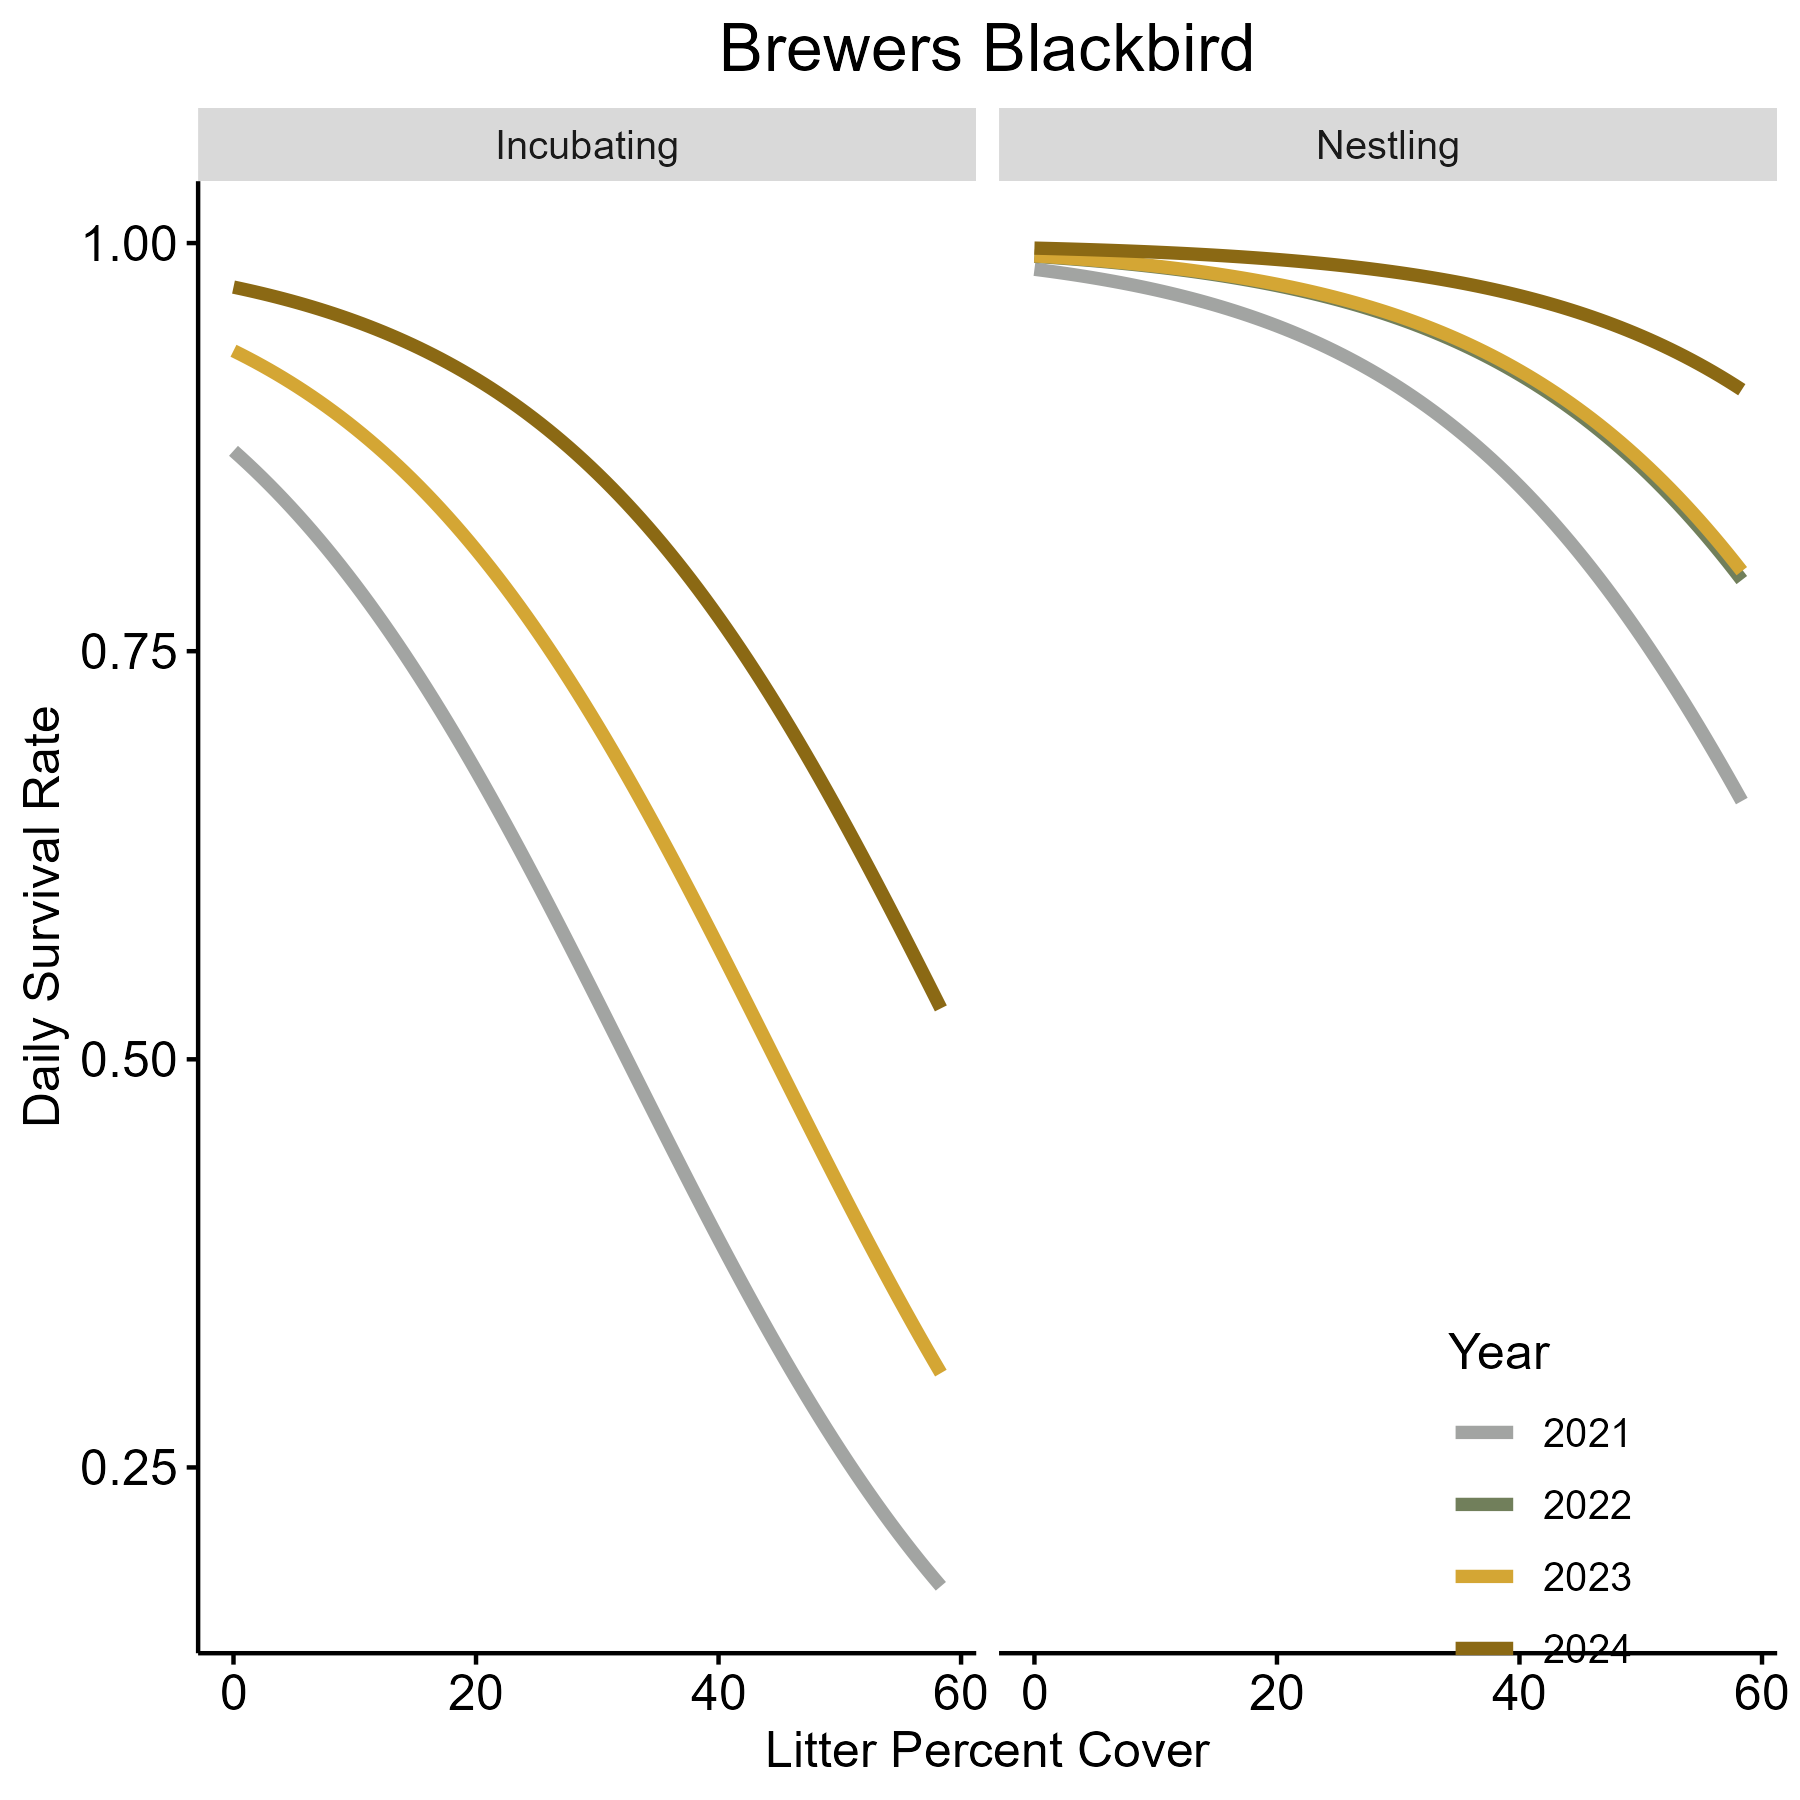 Brewers Blackbird
Incubating
Nestling
Daily Survival Rate
1.00
0.75
0.50
0.25
Year
2021
2022
2023
2024
0 20 40 60 0 20 40 60
Litter Percent Cover